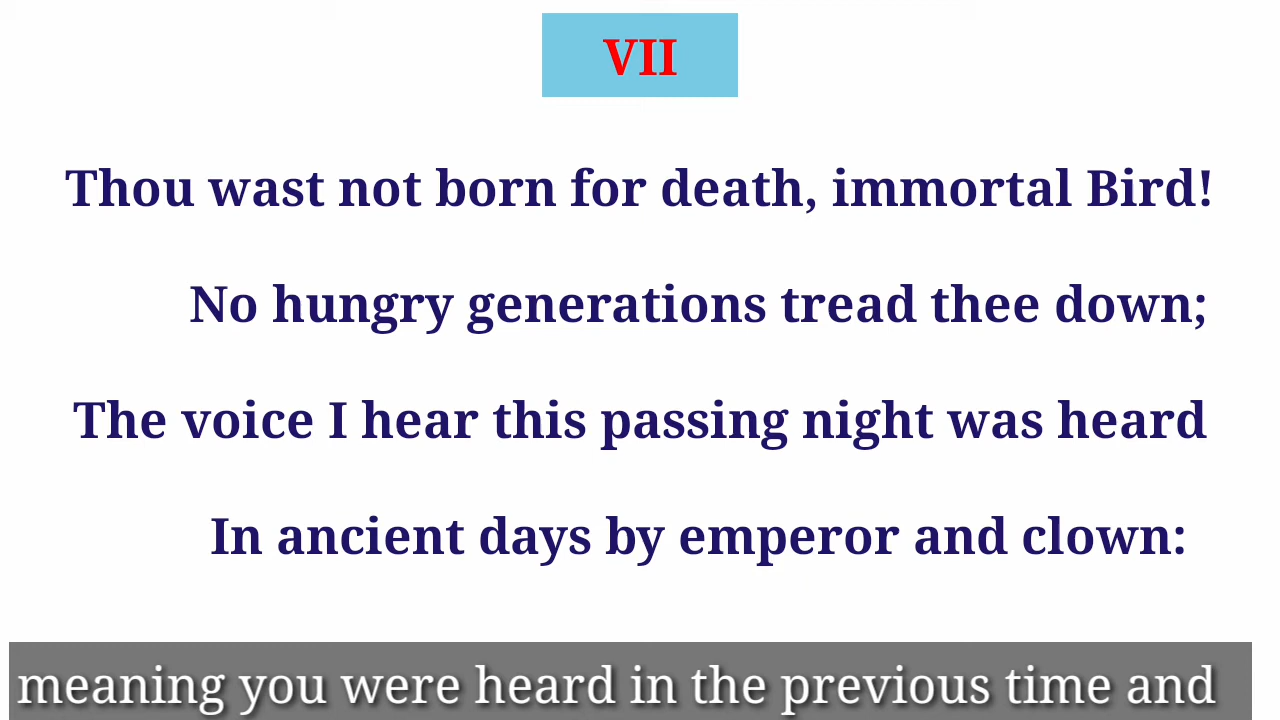 VII
Thou wast not born for death, immortal Bird!
No hungry generations tread thee down;
The voice I hear this passing night was heard
In ancient days by emperor and clown:
meaning you were heard in the previous time and